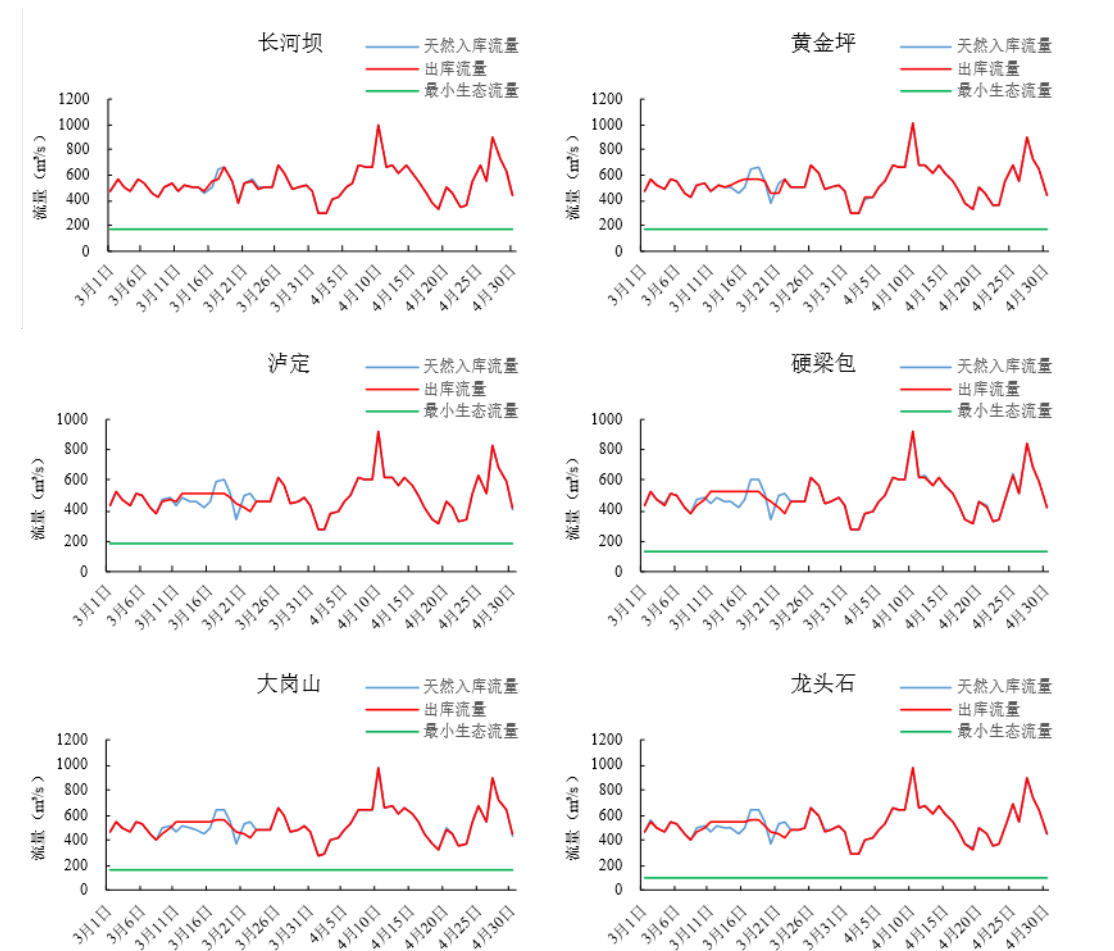 长河坝
天然入库流量
出库流量
最小生态流量
流量（m³/s）
1200
1000
800
600
400
200
0
3月1日
3月6日
3月11日
3月16日
3月21日
3月26日
3月31日
4月5日
4月10日
4月15日
4月20日
4月25日
4月30日
黄金坪
天然入库流量
出库流量
最小生态流量
流量（m³/s）
1200
1000
800
600
400
200
0
3月1日
3月6日
3月11日
3月16日
3月21日
3月26日
3月31日
4月5日
4月10日
4月15日
4月20日
4月25日
4月30日
泸定
天然入库流量
出库流量
最小生态流量
流量（m³/s）
1000
800
600
400
200
0
3月1日
3月6日
3月11日
3月16日
3月21日
3月26日
3月31日
4月5日
4月10日
4月15日
4月20日
4月25日
4月30日
硬梁包
天然入库流量
出库流量
最小生态流量
流量（m³/s）
1000
800
600
400
200
0
3月1日
3月6日
3月11日
3月16日
3月21日
3月26日
3月31日
4月5日
4月10日
4月15日
4月20日
4月25日
4月30日
大岗山
天然入库流量
出库流量
最小生态流量
流量（m³/s）
1200
1000
800
600
400
200
0
3月1日
3月6日
3月11日
3月16日
3月21日
3月26日
3月31日
4月5日
4月10日
4月15日
4月20日
4月25日
4月30日
龙头石
天然入库流量
出库流量
最小生态流量
流量（m³/s）
1200
1000
800
600
400
200
0
3月1日
3月6日
3月11日
3月16日
3月21日
3月26日
3月31日
4月5日
4月10日
4月15日
4月20日
4月25日
4月30日